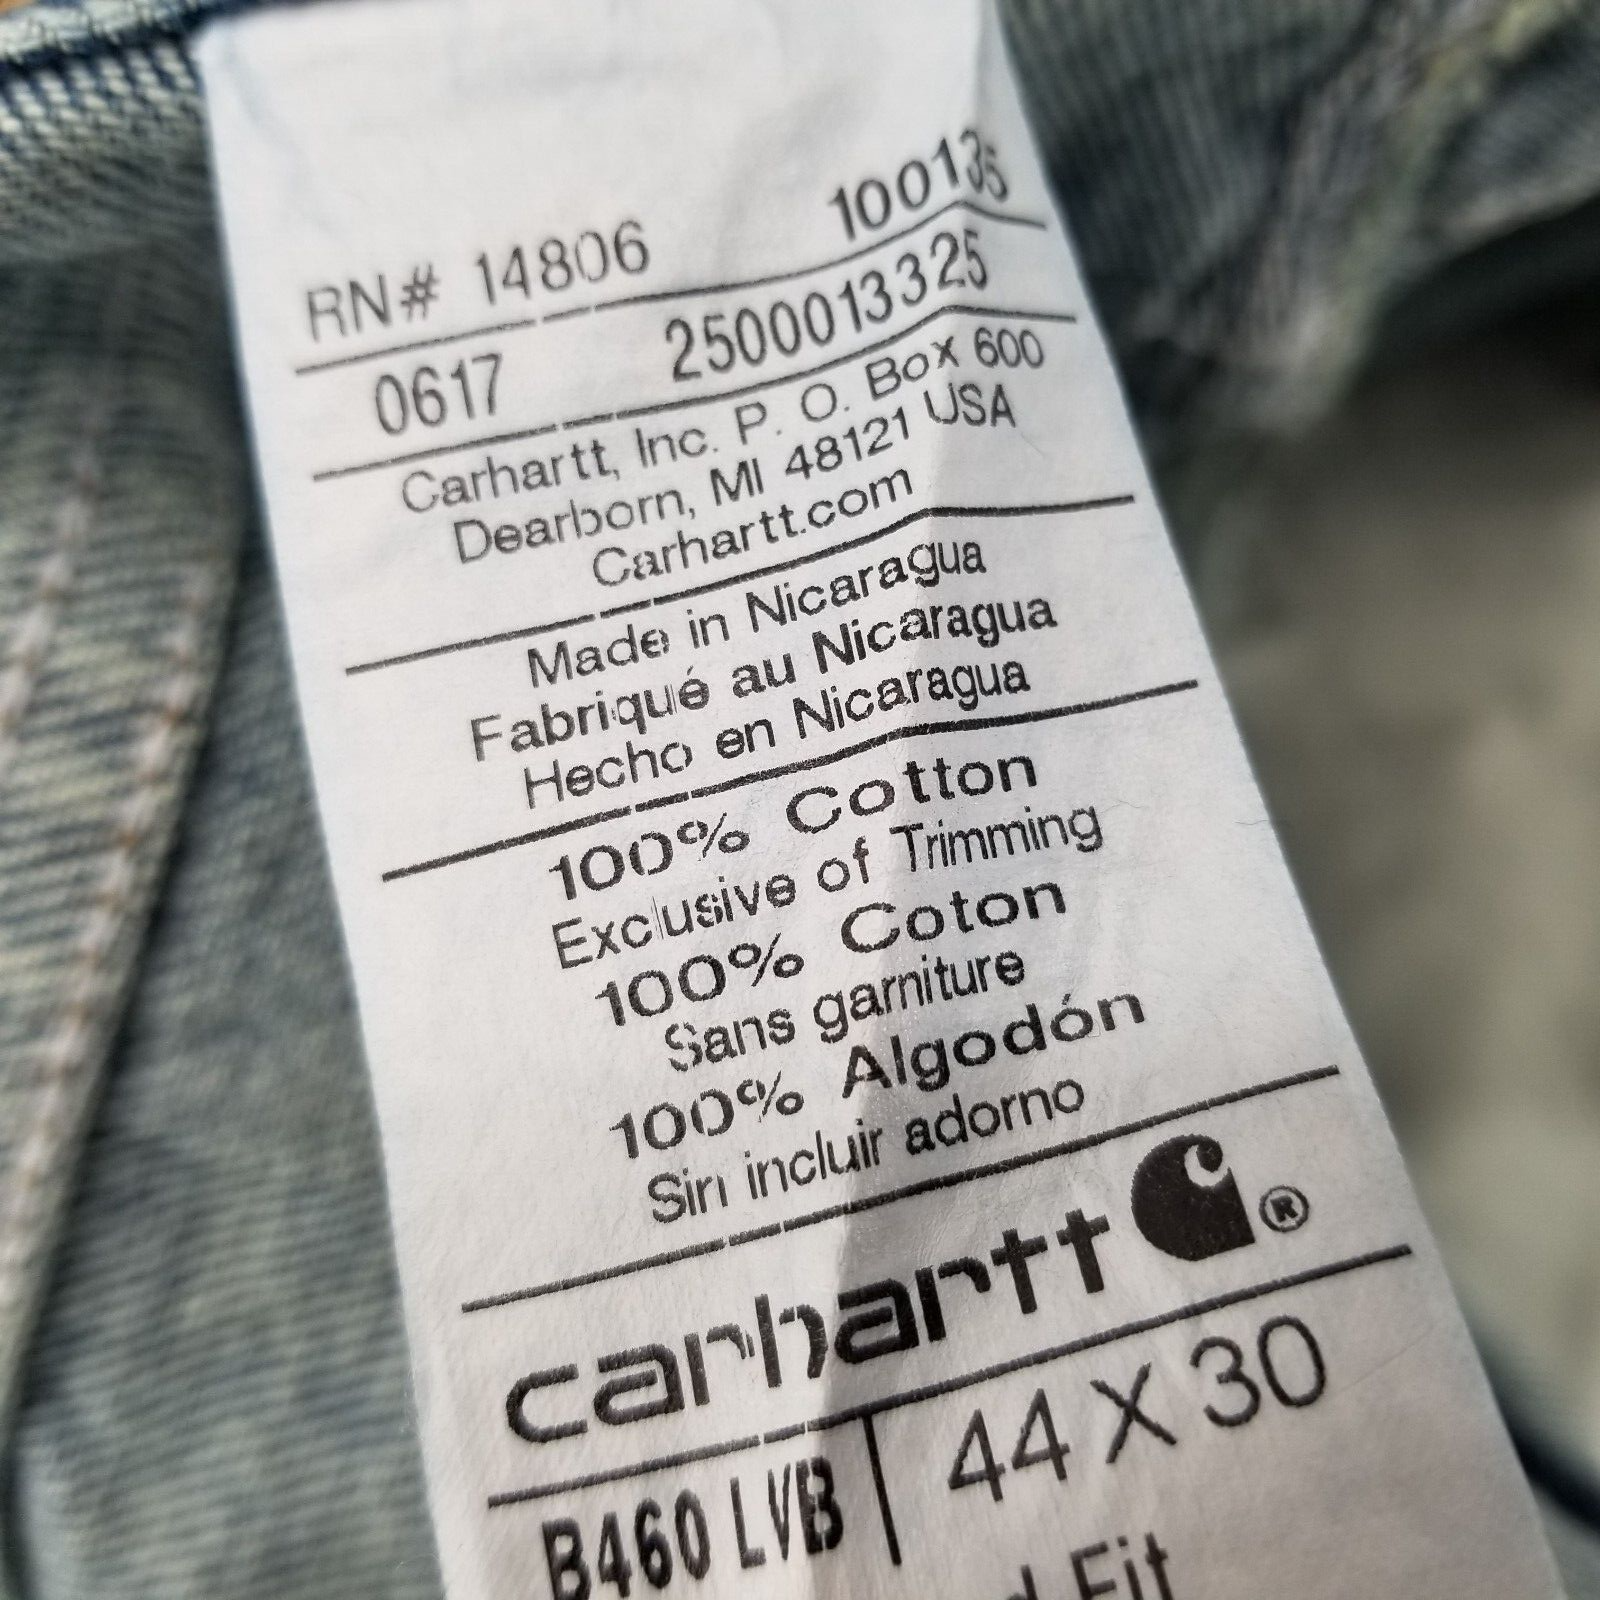 RN# 14806 100135
0617 2500013325
Carhartt, Inc. P. O. Box 600
Dearborn, MI 48121 USA
Carhartt.com
Made in Nicaragua
Fabriqué au Nicaragua
Hecho en Nicaragua
100% Cotton
Exclusive of Trimming
100% Coton
Sans garniture
100% Algodón
Sin incluir adorno
carhartt ®
B460 LVB 44 X 30
Fit